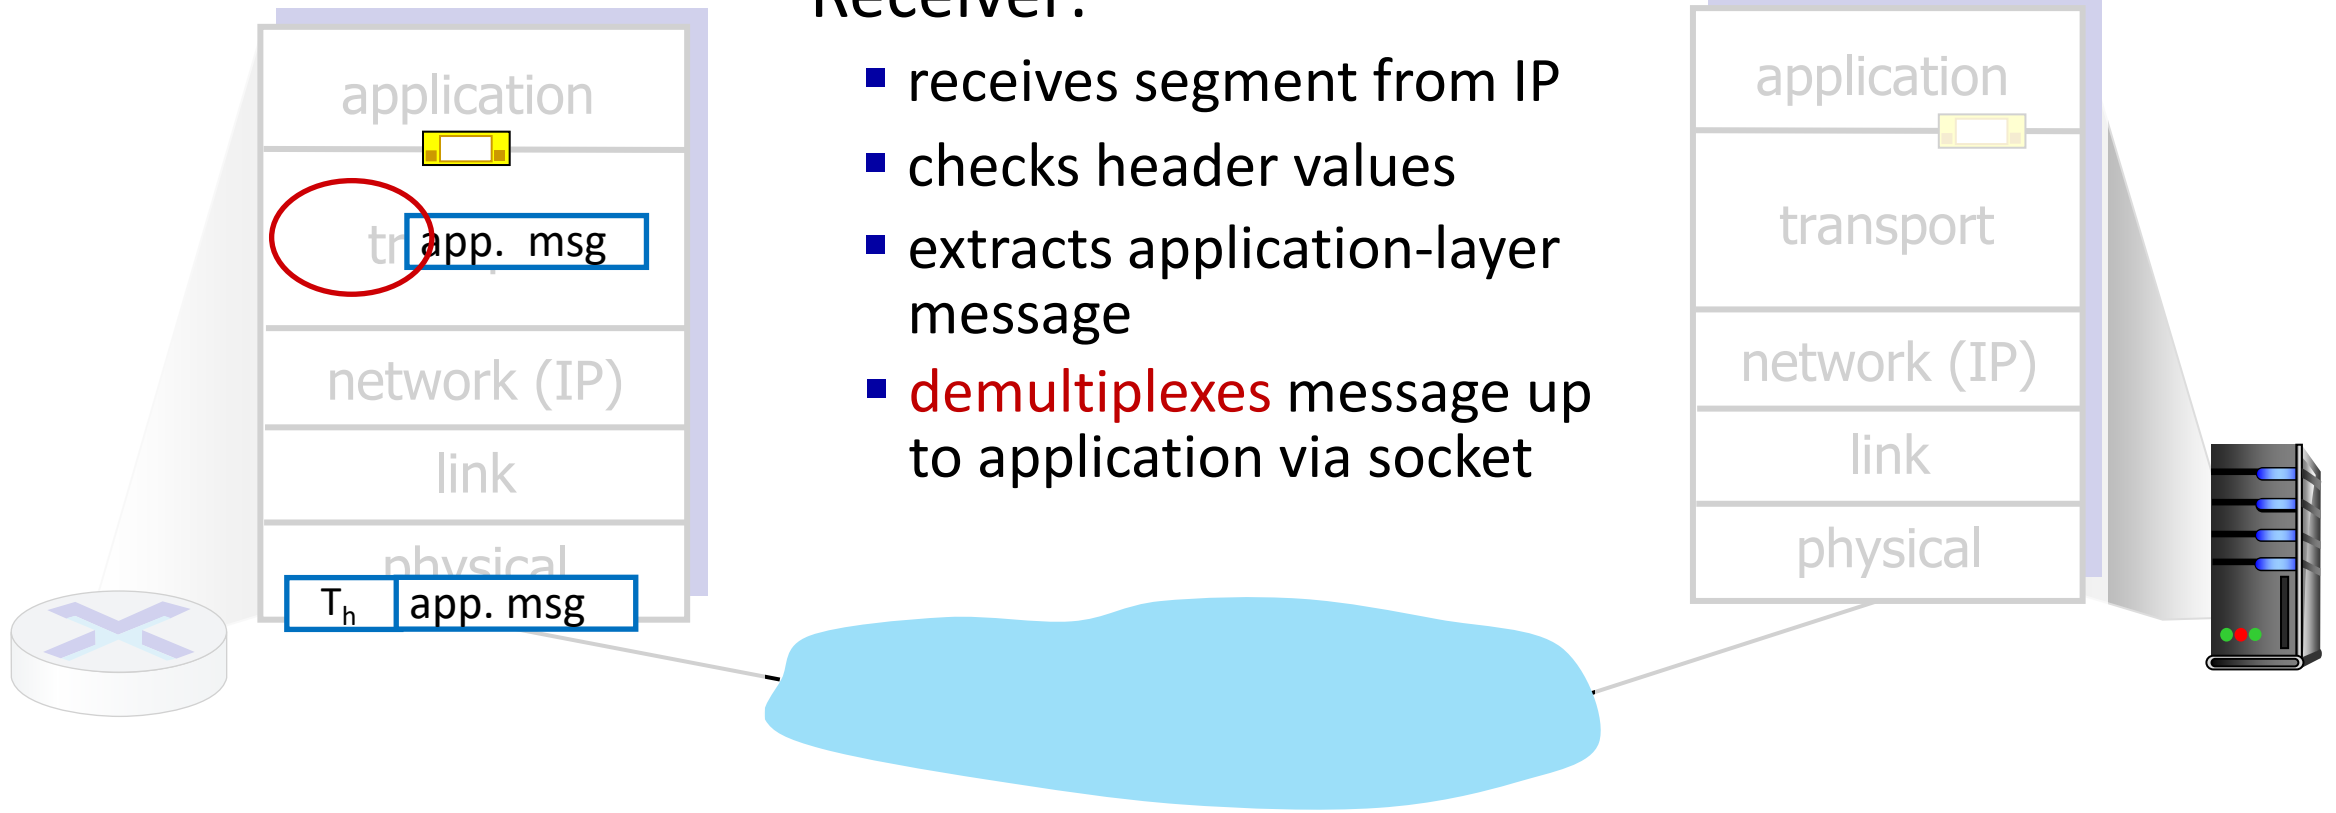 Receiver:
application
app. msg
network (IP)
link
physical
T_h app. msg
▪ receives segment from IP
▪ checks header values
▪ extracts application-layer
message
▪ demultiplexes message up
to application via socket
application
transport
network (IP)
link
physical